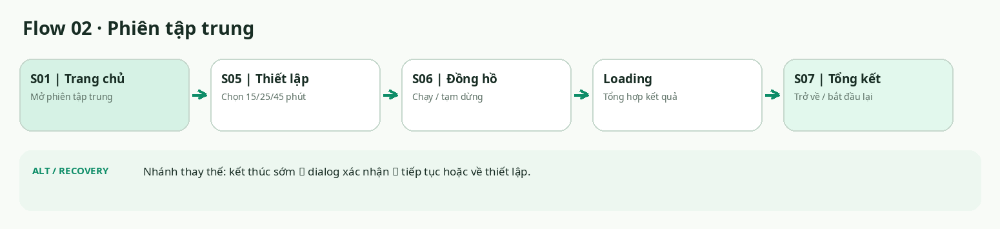 Flow 02 · Phiên tập trung
S01 | Trang chủ
Mở phiên tập trung
S05 | Thiết lập
Chọn 15/25/45 phút
S06 | Đồng hồ
Chạy / tạm dừng
Loading
Tổng hợp kết quả
S07 | Tổng kết
Trở về / bắt đầu lại
ALT / RECOVERY
Nhánh thay thế: kết thúc sớm ▯ dialog xác nhận ▯ tiếp tục hoặc về thiết lập.